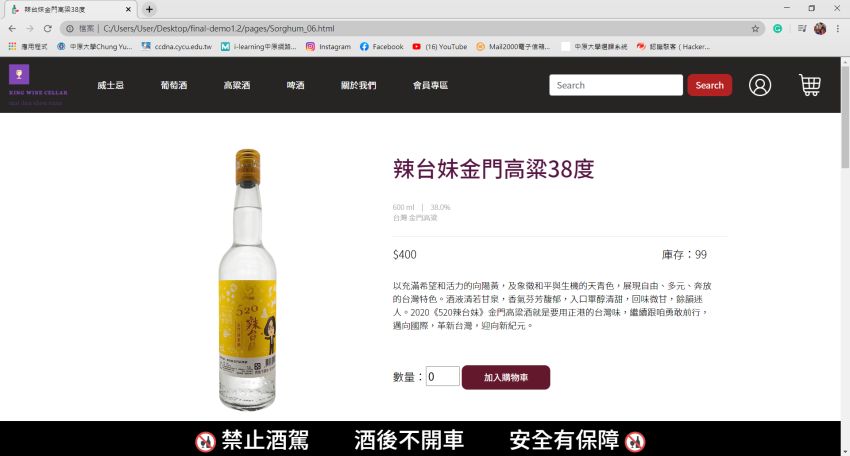 辣台妹金門高粱38度
檔案 | C:/Users/User/Desktop/final-demo1.2/pages/Sorghum_06.html
應用程式 中原大學Chung Yu... ccdna.cycu.edu.tw i-learning中原網路... Instagram Facebook (16) YouTube Mail2000電子信箱... 中原大學選課系統 認識駭客 ( Hacker...
KING WINE CELLAR
威士忌 葡萄酒 高粱酒 啤酒 關於我們 會員專區 Search Search
辣台妹金門高粱38度
600 ml | 38.0%
台灣 金門高粱
$400 庫存：99
以充滿希望和活力的向陽黃，及象徵和平與生機的天青色，展現自由、多元、奔放
的台灣特色。酒液清若甘泉，香氣芬芳馥郁，入口單醇清甜，回味微甘，餘韻迷
人。2020《520辣台妹》金門高粱酒就是要用正港的台灣味，繼續跟咱勇敢前行，
邁向國際，革新台灣，迎向新紀元。
520
辣台
數量：0 加入購物車
禁止酒駕 酒後不開車 安全有保障